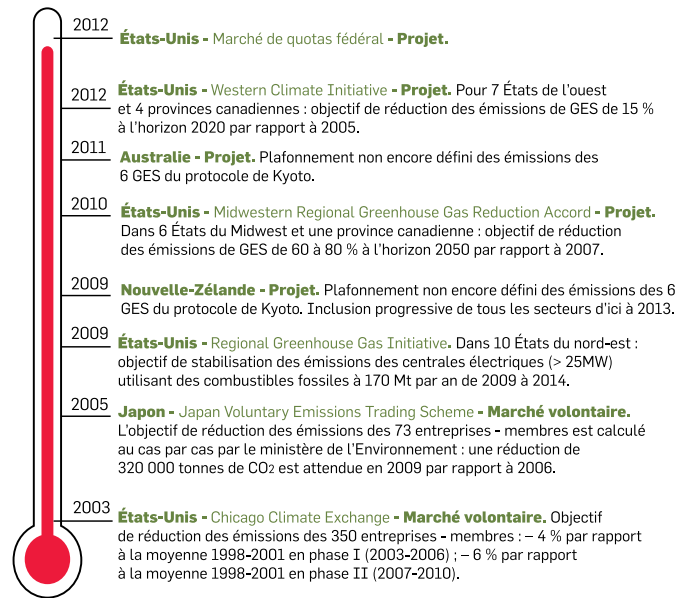 2012
États-Unis - Marché de quotas fédéral - Projet.
2012
États-Unis - Western Climate Initiative - Projet. Pour 7 États de l'ouest
et 4 provinces canadiennes : objectif de réduction des émissions de GES de 15 %
à l'horizon 2020 par rapport à 2005.
2011
Australie - Projet. Plafonnement non encore défini des émissions des
6 GES du protocole de Kyoto.
2010
États-Unis - Midwestern Regional Greenhouse Gas Reduction Accord - Projet.
Dans 6 États du Midwest et une province canadienne : objectif de réduction
des émissions de GES de 60 à 80 % à l'horizon 2050 par rapport à 2007.
2009
Nouvelle-Zélande - Projet. Plafonnement non encore défini des émissions des 6
GES du protocole de Kyoto. Inclusion progressive de tous les secteurs d'ici à 2013.
2009
États-Unis - Regional Greenhouse Gas Initiative. Dans 10 États du nord-est :
objectif de stabilisation des émissions des centrales électriques (> 25MW)
utilisant des combustibles fossiles à 170 Mt par an de 2009 à 2014.
2005
Japon - Japan Voluntary Emissions Trading Scheme - Marché volontaire.
L'objectif de réduction des émissions des 73 entreprises - membres est calculé
au cas par cas par le ministère de l'Environnement : une réduction de
320 000 tonnes de CO2 est attendue en 2009 par rapport à 2006.
2003
États-Unis - Chicago Climate Exchange - Marché volontaire. Objectif
de réduction des émissions des 350 entreprises - membres : – 4 % par rapport
à la moyenne 1998-2001 en phase I (2003-2006) ; – 6 % par rapport
à la moyenne 1998-2001 en phase II (2007-2010).